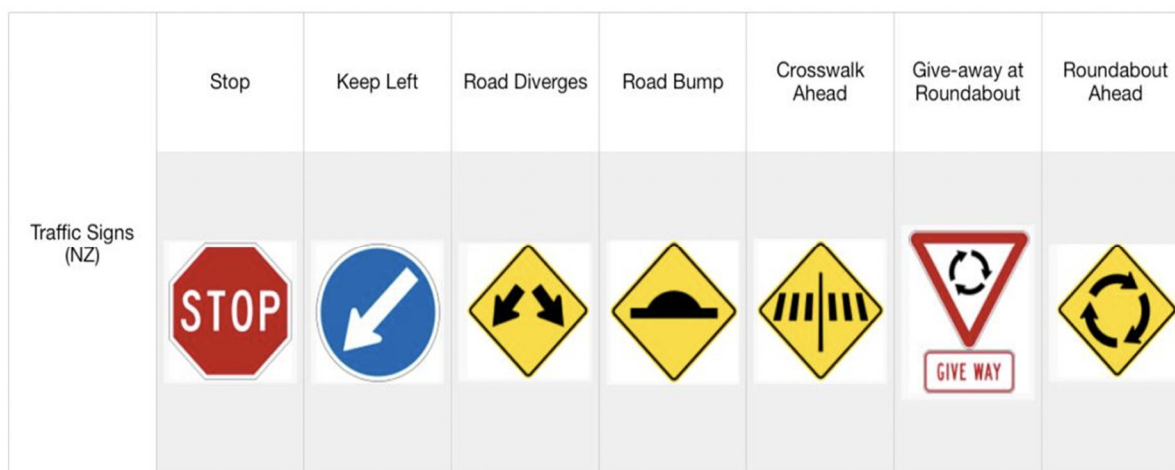 Stop
Keep Left
Road Diverges
Road Bump
Crosswalk
Ahead
Give-away at
Roundabout
Roundabout
Ahead
Traffic Signs
(NZ)
STOP
GIVE WAY